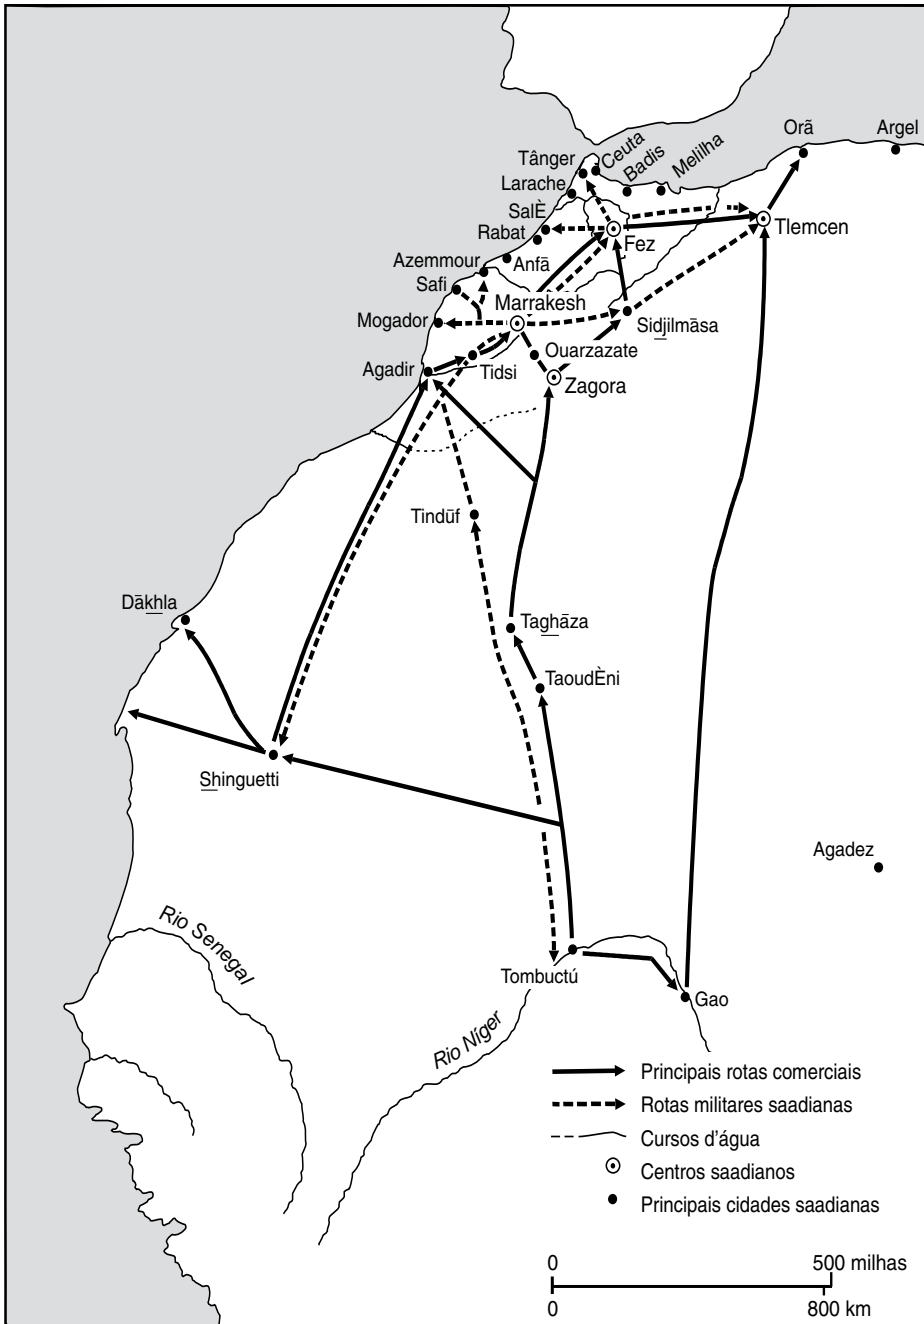 Orã
Argel
Ceuta
Badis
Melilha
Tânger
Larache
SalÈ
Rabat
Fez
Tlemcen
Azemmour
Anfã
Safi
Marrakesh
Mogador
Sidjilmāsa
Ouarzazate
Agadir
Tidsi
Zagora
Tindūf
Dākhla
Taghāza
TaoudÈni
Shinguetti
Agadez
Rio Senegal
Tombuctú
Gao
Rio Níger
Principais rotas comerciais
Rotas militares saadianas
Cursos d'água
Centros saadianos
Principais cidades saadianas
0 500 milhas
0 800 km